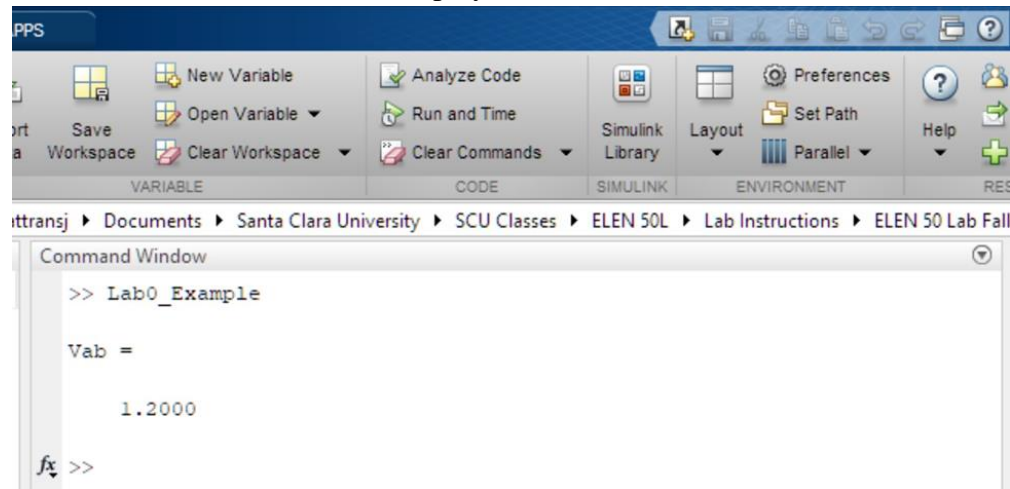 APPS
New Variable
Analyze Code
Preferences
Open Variable
Run and Time
Set Path
Save
Workspace
Clear Workspace
Clear Commands
Simulink
Library
Layout
Parallel
Help
VARIABLE
CODE
SIMULINK
ENVIRONMENT
RES
Documents Santa Clara University SCU Classes ELEN 50L Lab Instructions ELEN 50 Lab Fall
Command Window
>> Lab0_Example
Vab =
1.2000
fx >>